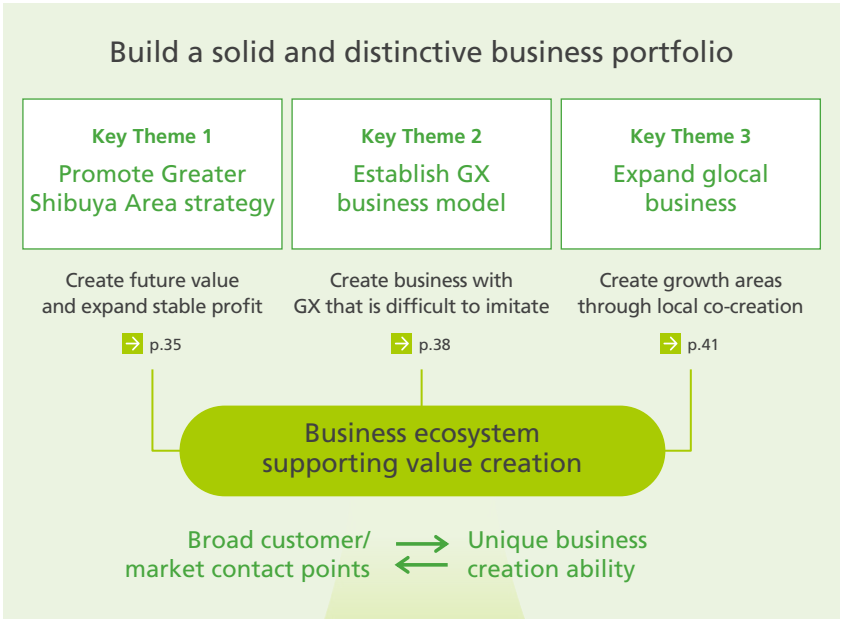 Build a solid and distinctive business portfolio
Key Theme 1
Promote Greater
Shibuya Area strategy
Key Theme 2
Establish GX
business model
Key Theme 3
Expand glocal
business
Create future value
and expand stable profit
→ p.35
Create business with
GX that is difficult to imitate
→ p.38
Create growth areas
through local co-creation
→ p.41
Business ecosystem
supporting value creation
Broad customer/
market contact points
Unique business
creation ability